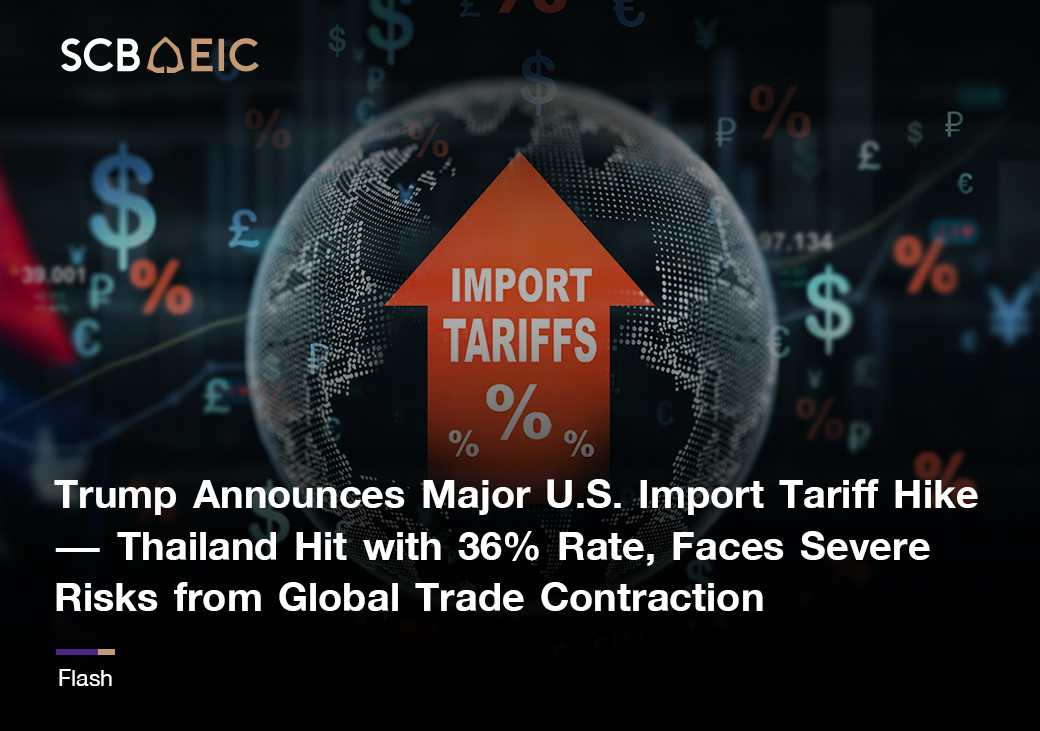 SCB EIC
39.001
97.134
IMPORT
TARIFFS
%
% %
Trump Announces Major U.S. Import Tariff Hike
— Thailand Hit with 36% Rate, Faces Severe
Risks from Global Trade Contraction
Flash